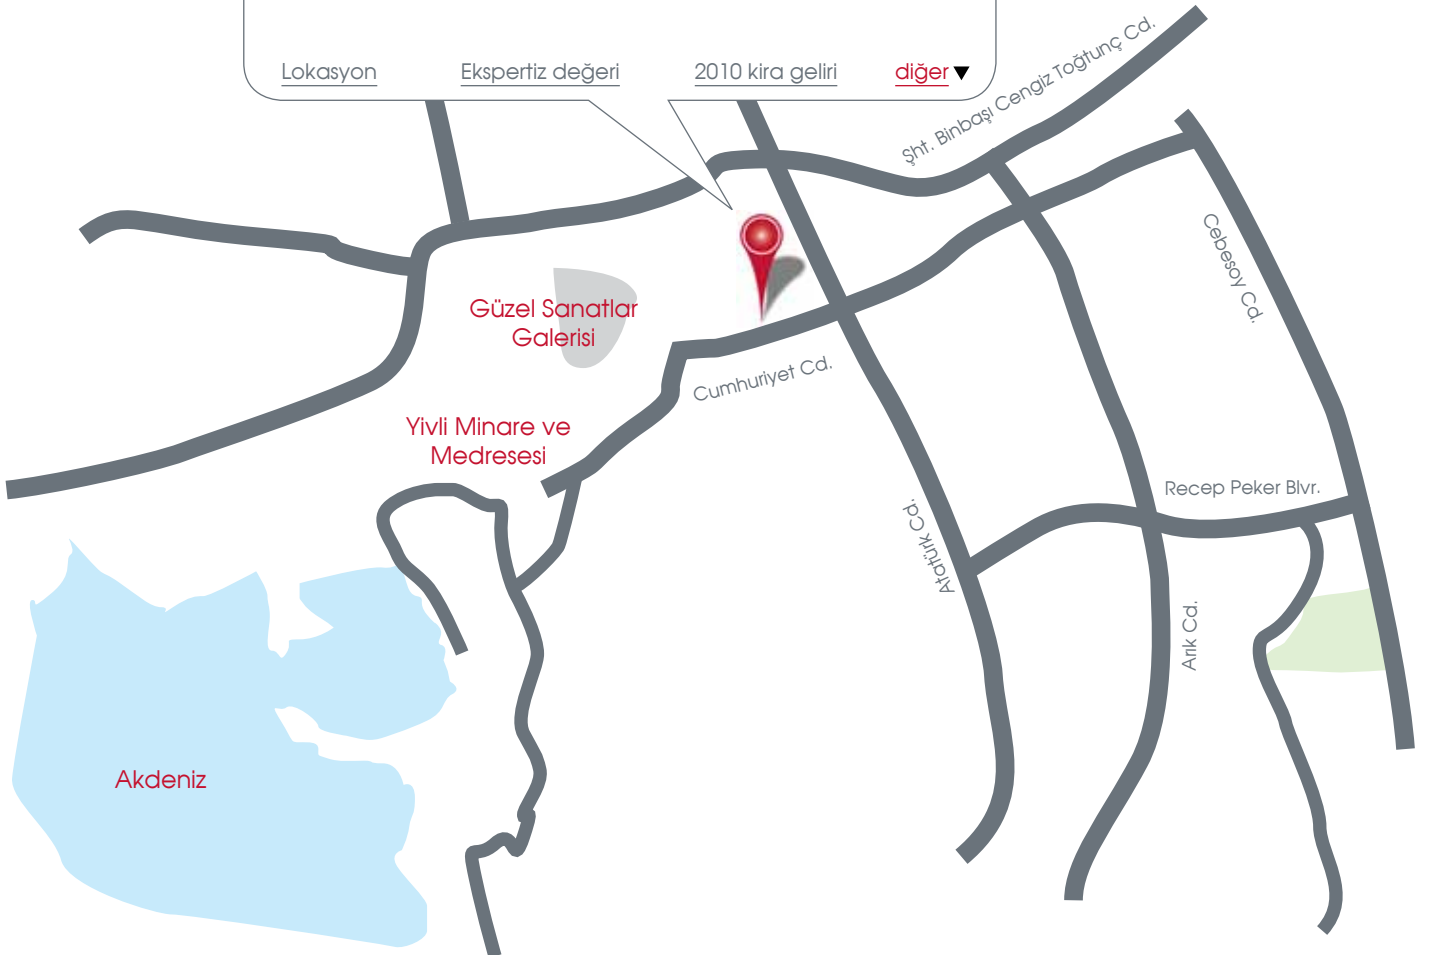 Lokasyon
Ekspertiz değeri
2010 kira geliri
diğer
Şht. Binbaşı Cengiz Toğtunç Cd.
Cebesoy Cd.
Güzel Sanatlar
Galerisi
Cumhuriyet Cd.
Yivli Minare ve
Medresesi
Recep Peker Blvr.
Atatürk Cd.
Arık Cd.
Akdeniz